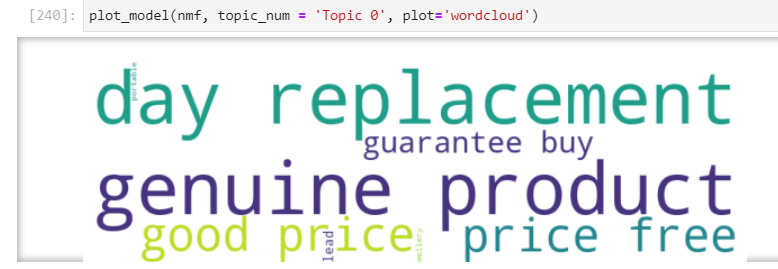 [240]: plot_model(nmf, topic_num = 'Topic 0', plot='wordcloud')
portable
day replacement
guarantee buy
genuine product
good price
lead
wellery
price free